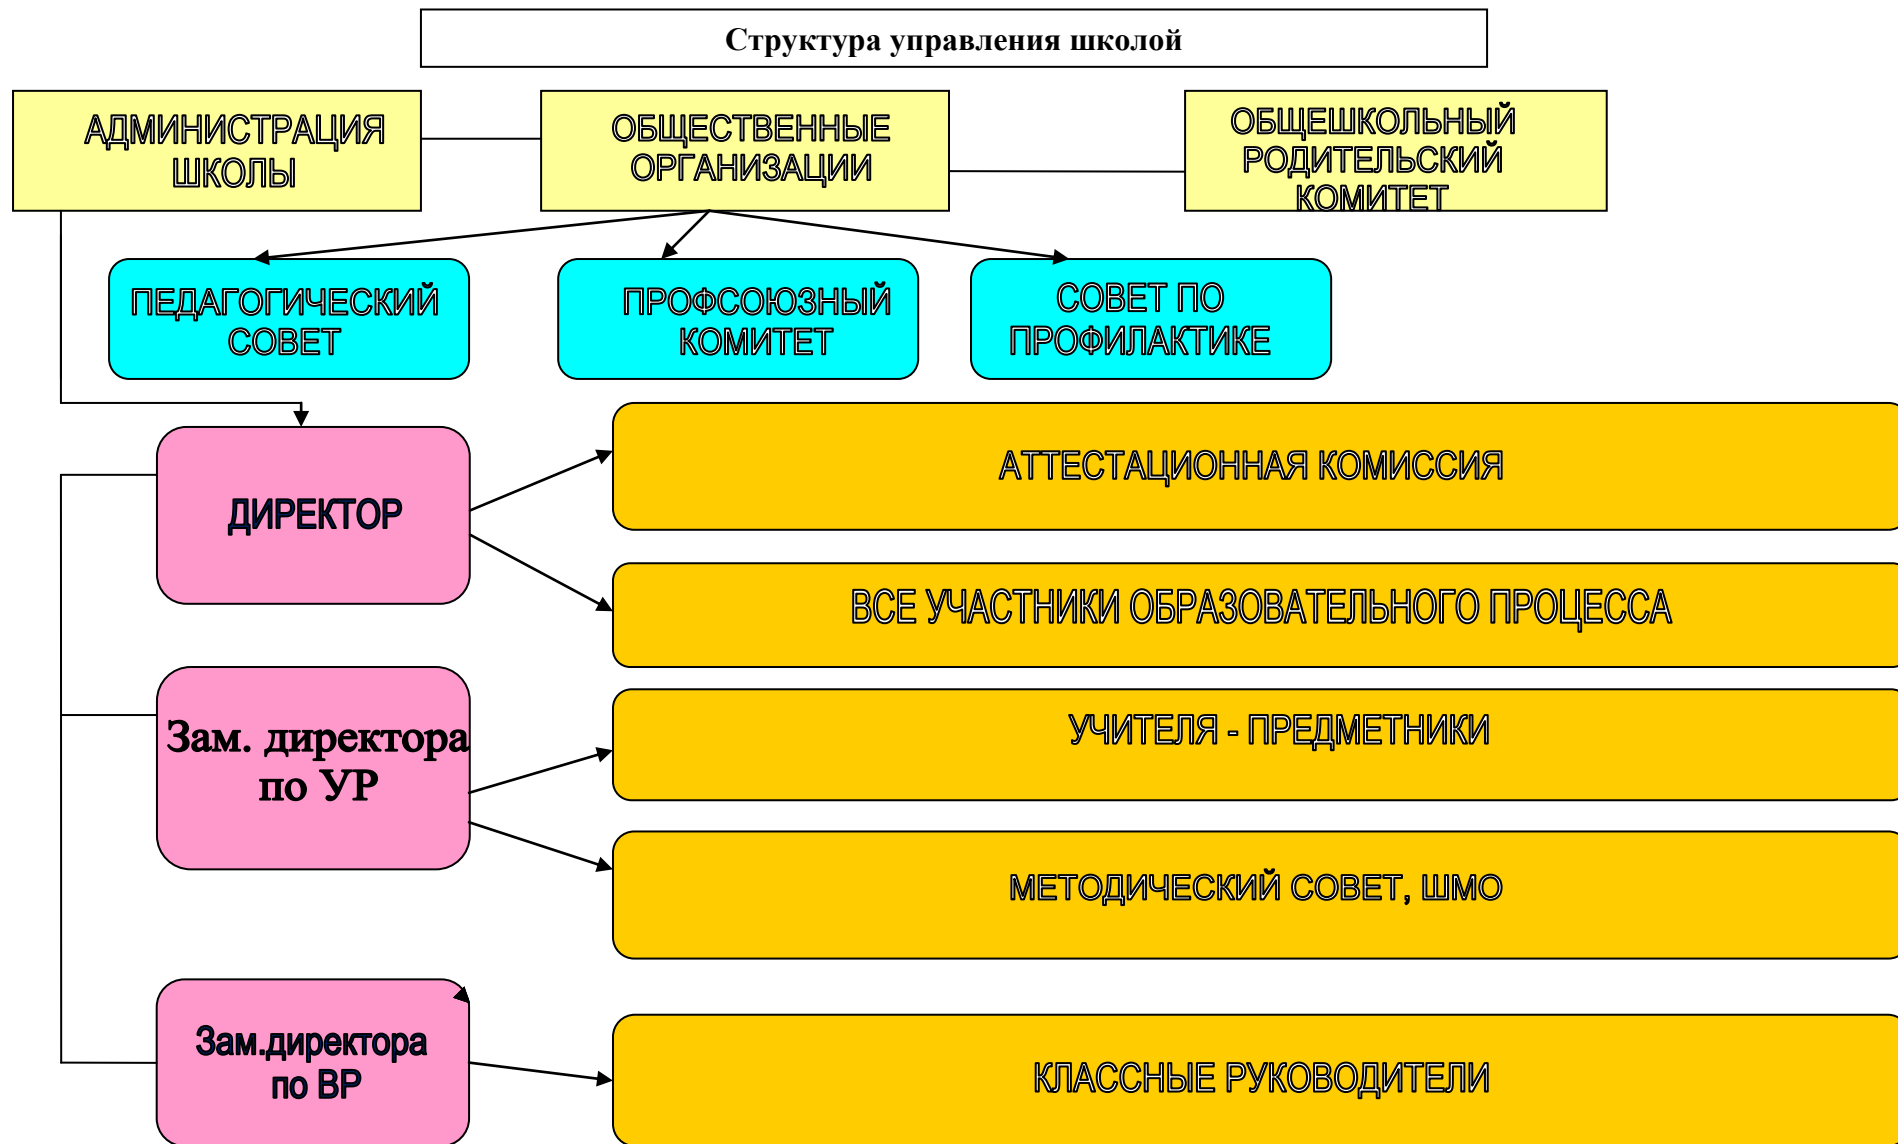 Структура управления школой
АДМИНИСТРАЦИЯ
ШКОЛЫ
ОБЩЕСТВЕННЫЕ
ОРГАНИЗАЦИИ
ОБЩЕШКОЛЬНЫЙ
РОДИТЕЛЬСКИЙ
КОМИТЕТ
ПЕДАГОГИЧЕСКИЙ
СОВЕТ
ПРОФСОЮЗНЫЙ
КОМИТЕТ
СОВЕТ ПО
ПРОФИЛАКТИКЕ
ДИРЕКТОР
АТТЕСТАЦИОННАЯ КОМИССИЯ
ВСЕ УЧАСТНИКИ ОБРАЗОВАТЕЛЬНОГО ПРОЦЕССА
Зам. директора
по УР
УЧИТЕЛЯ - ПРЕДМЕТНИКИ
МЕТОДИЧЕСКИЙ СОВЕТ, ШМО
Зам.директора
по ВР
КЛАССНЫЕ РУКОВОДИТЕЛИ